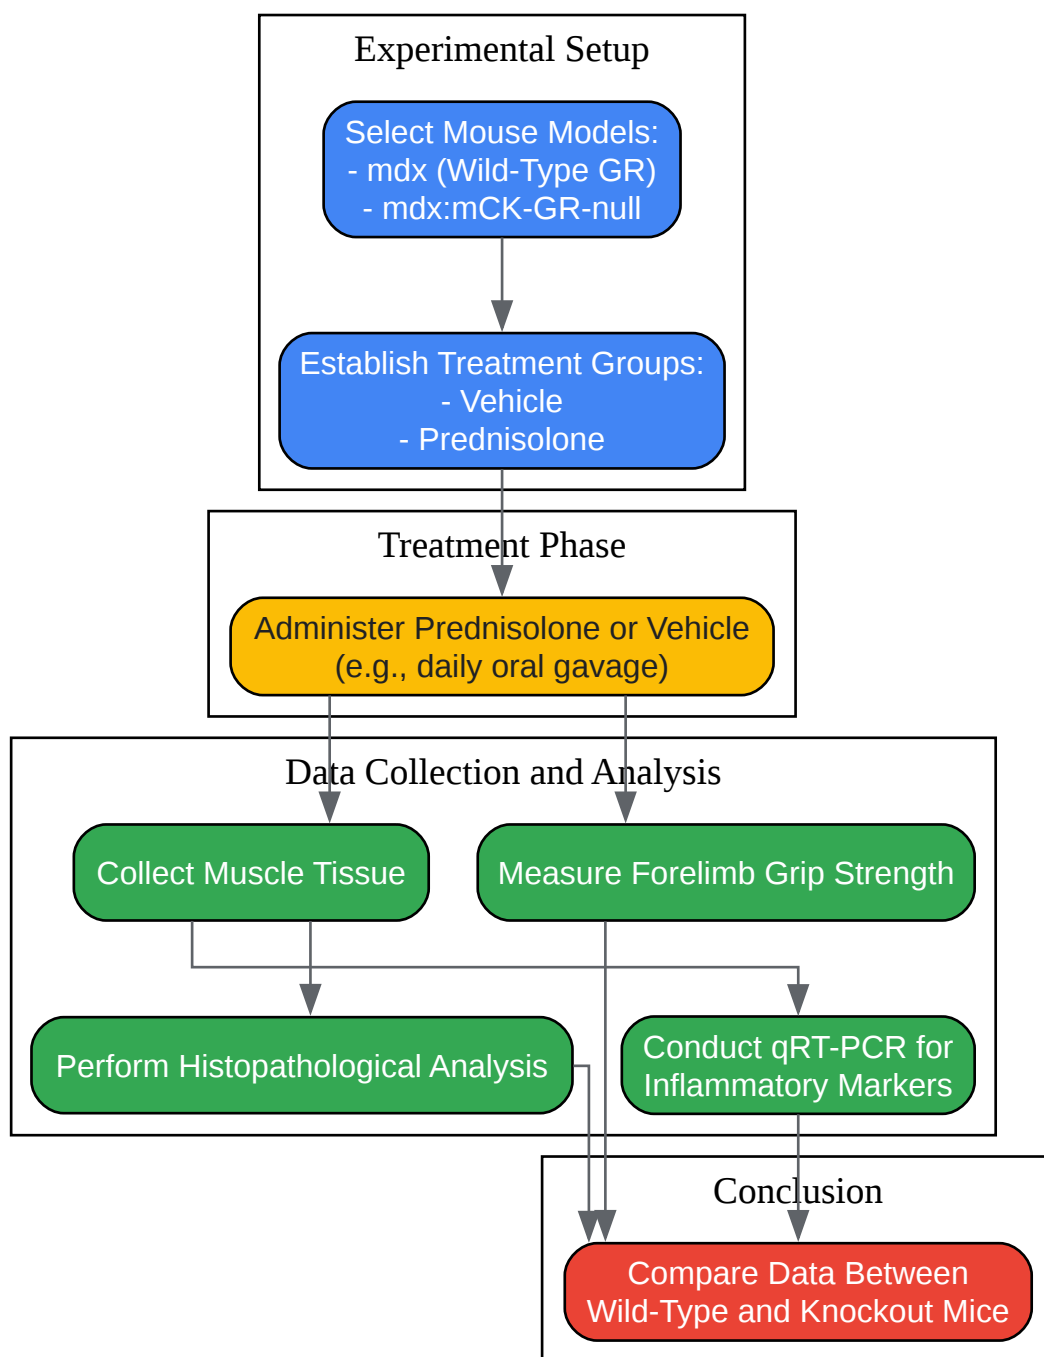 Experimental Setup
Select Mouse Models:
- mdx (Wild-Type GR)
- mdx:mCK-GR-null
Establish Treatment Groups:
- Vehicle
- Prednisolone
Treatment Phase
Administer Prednisolone or Vehicle
(e.g., daily oral gavage)
Data Collection and Analysis
Collect Muscle Tissue
Measure Forelimb Grip Strength
Perform Histopathological Analysis
Conduct qRT-PCR for
Inflammatory Markers
Conclusion
Compare Data Between
Wild-Type and Knockout Mice